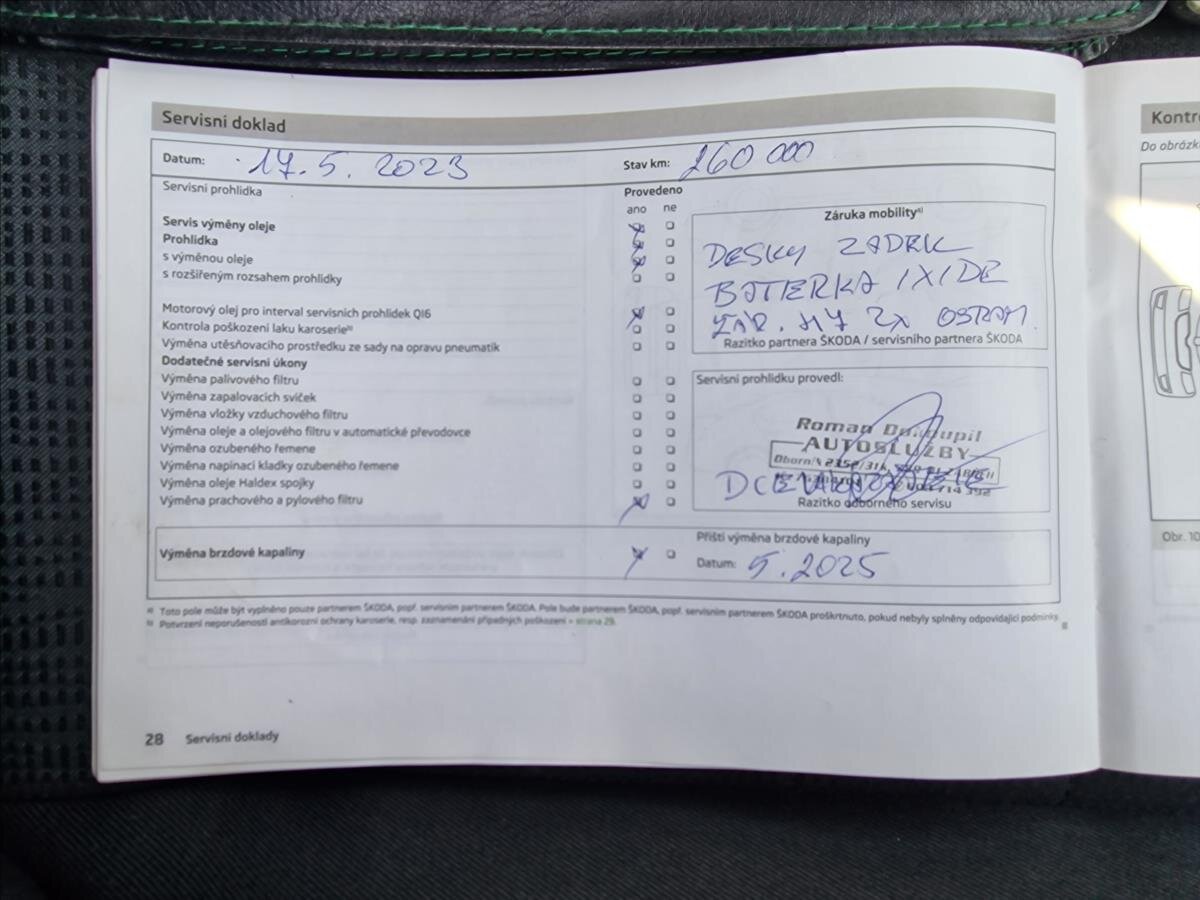 Servisní doklad
Datum: 17.5.2023 Stav km: 160 000
Servisní prohlídka Provedeno
ano ne
Servis výměny oleje
Prohlídka
s výměnou oleje
s rozšířeným rozsahem prohlídky
Motorový olej pro interval servisních prohlídek QI6
Kontrola poškození laku karoserie b)
Výměna utěsňovacího prostředku ze sady na opravu pneumatik
Dodatečné servisní úkony
Výměna palivového filtru
Výměna zapalovacích svíček
Výměna vložky vzduchového filtru
Výměna oleje a olejového filtru v automatické převodovce
Výměna ozubeného řemene
Výměna napínací kladky ozubeného řemene
Výměna oleje Haldex spojky
Výměna prachového a pylového filtru
Záruka mobility a)
DESKY ZADRK
BATERKA IXIDE
ŽÁR. H7 2x OSRAM.
Razítko partnera ŠKODA / servisního partnera ŠKODA
Servisní prohlídku provedl:
Roman
AUTOSLUŽBY
Razítko odborného servisu
Výměna brzdové kapaliny
Příští výměna brzdové kapaliny
Datum: 5.2025
a) Toto pole může být vyplněno pouze partnerem ŠKODA, popř. servisním partnerem ŠKODA. Pole bude partnerem ŠKODA, popř. servisním partnerem ŠKODA proškrtnuto, pokud nebyly splněny odpovídající podmínky.
b) Potvrzení neporušenosti antikorozní ochrany karoserie, resp. zaznamenání případných poškození » strana 29.
28 Servisní doklady
Kontro
Do obrázk
Obr. 10